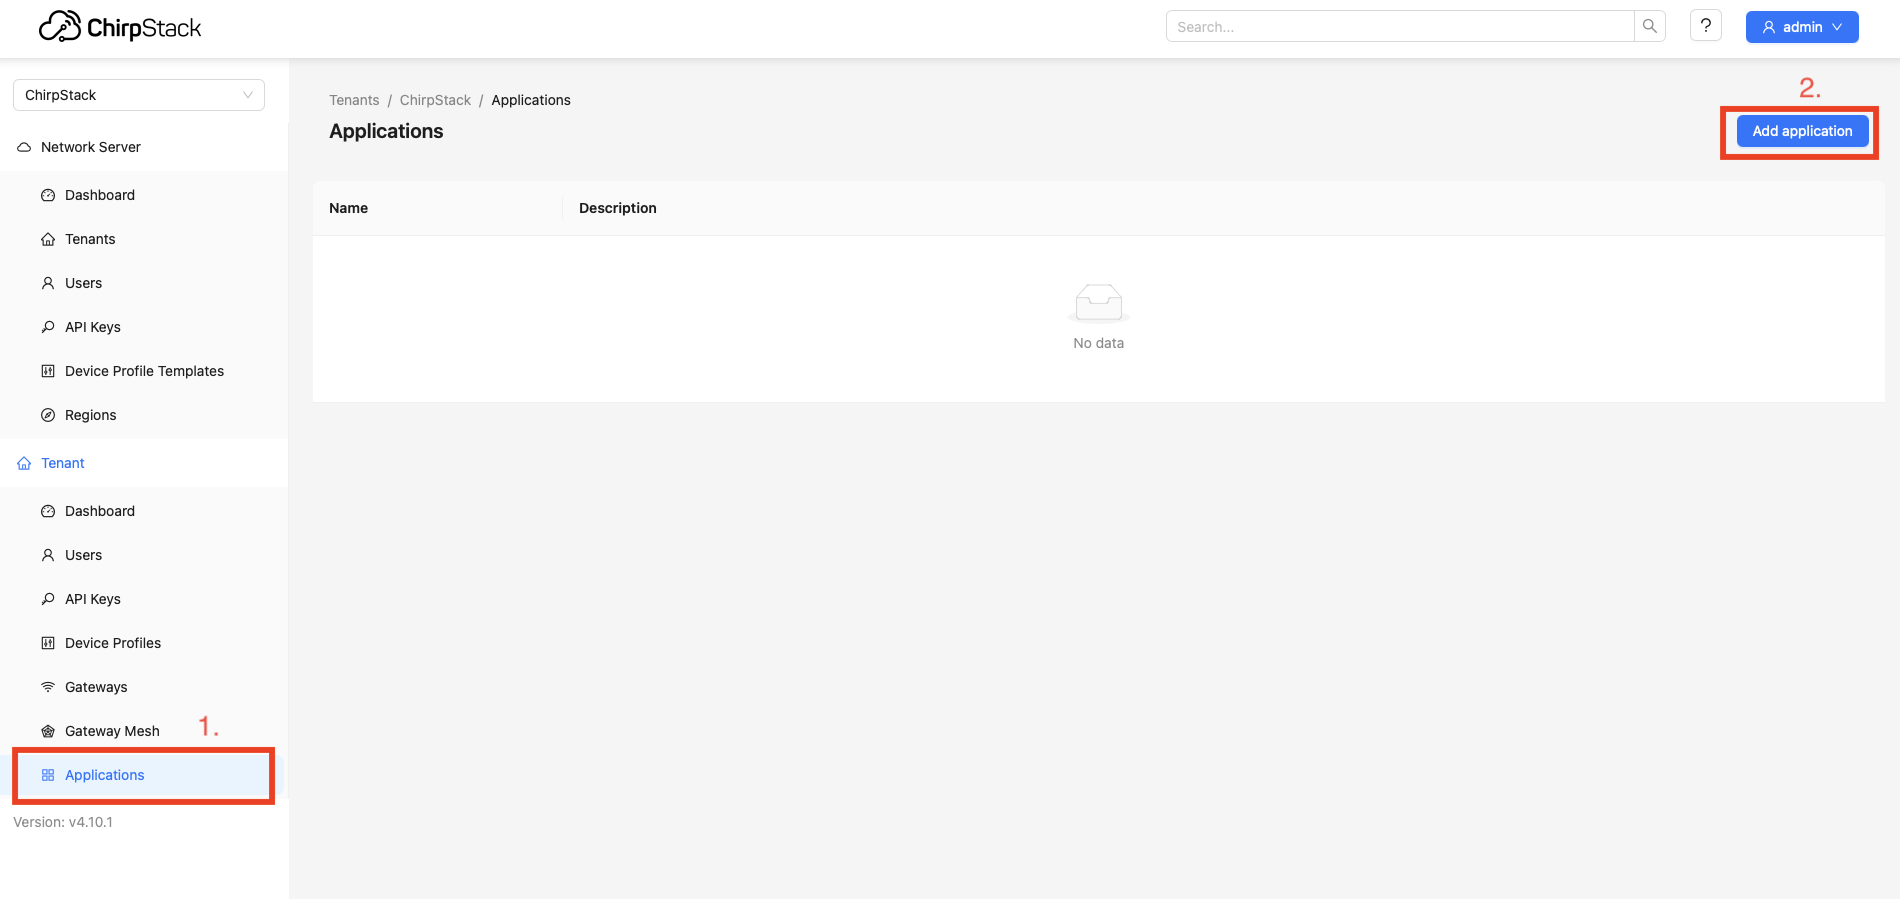 ChirpStack
Search...
?
admin
ChirpStack
Network Server
Dashboard
Tenants
Users
API Keys
Device Profile Templates
Regions
Tenant
Dashboard
Users
API Keys
Device Profiles
Gateways
Gateway Mesh
1.
Applications
Version: v4.10.1
Tenants / ChirpStack / Applications
Applications
2.
Add application
Name Description
No data